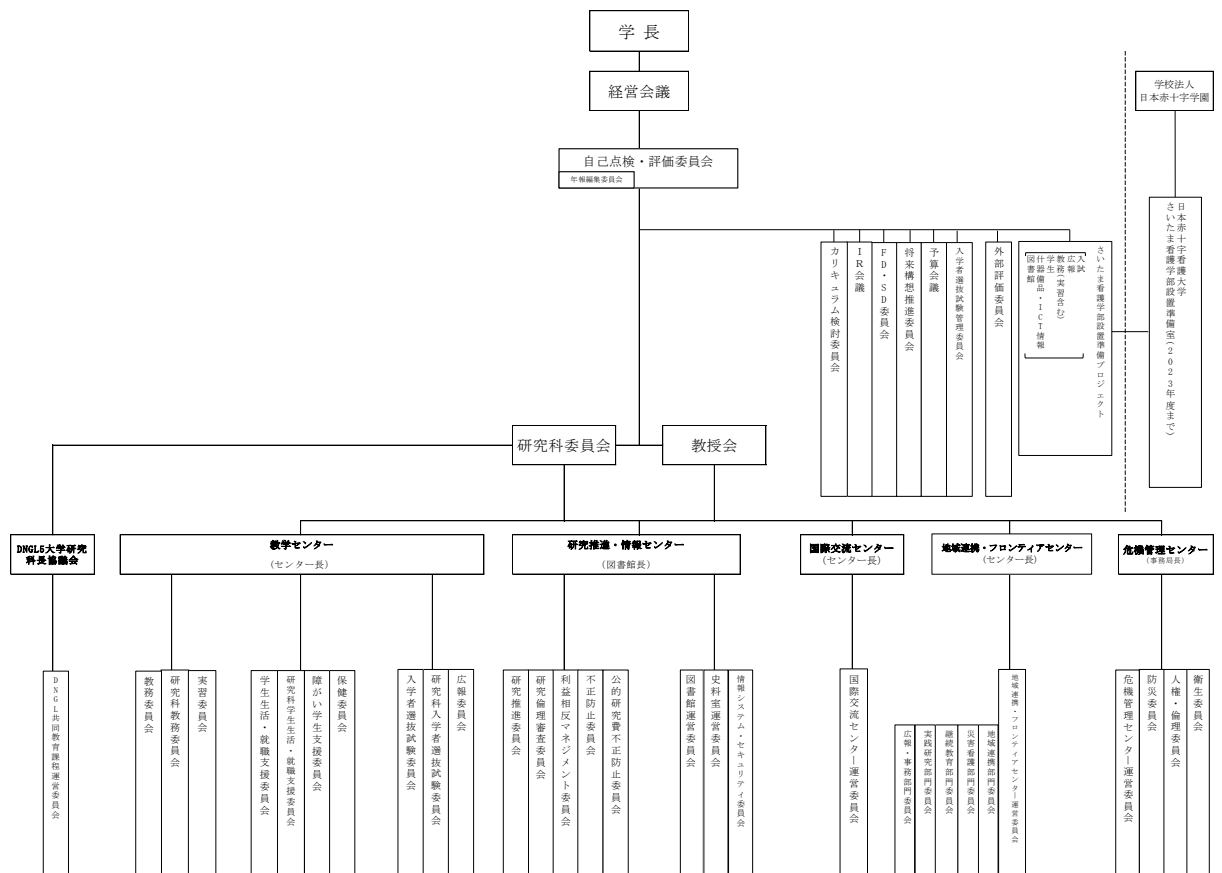 学 長
経営会議
学校法人
日本赤十字学園
自己点検・評価委員会
年報編集委員会
カリキュラム検討委員会
ＩＲ会議
ＦＤ・ＳＤ委員会
将来構想推進委員会
予算会議
入学者選抜試験管理委員会
外部評価委員会
さいたま看護学部設置準備プロジェクト
入試
広報
教務(実習含む)
学生
什器備品・ＩＣＴ情報
図書館
日本赤十字看護大学
さいたま看護学部設置準備室(２０２３年度まで)
研究科委員会
教授会
DNGL5大学研究
科長協議会
教学センター
(センター長)
研究推進・情報センター
(図書館長)
国際交流センター
(センター長)
地域連携・フロンティアセンター
(センター長)
危機管理センター
(事務局長)
ＤＮＧＬ共同教育課程運営委員会
教務委員会
研究科教務委員会
実習委員会
学生生活・就職支援委員会
研究科学生生活・就職支援委員会
障がい学生支援委員会
保健委員会
入学者選抜試験委員会
研究科入学者選抜試験委員会
広報委員会
研究推進委員会
研究倫理審査委員会
利益相反マネジメント委員会
不正防止委員会
公的研究費不正防止委員会
図書館運営委員会
史料室運営委員会
情報システム・セキュリティ委員会
国際交流センター運営委員会
広報・事務部門委員会
実践研究部門委員会
継続教育部門委員会
災害看護部門委員会
地域連携部門委員会
地域連携・フロンティアセンター運営委員会
危機管理センター運営委員会
防災委員会
人権・倫理委員会
衛生委員会